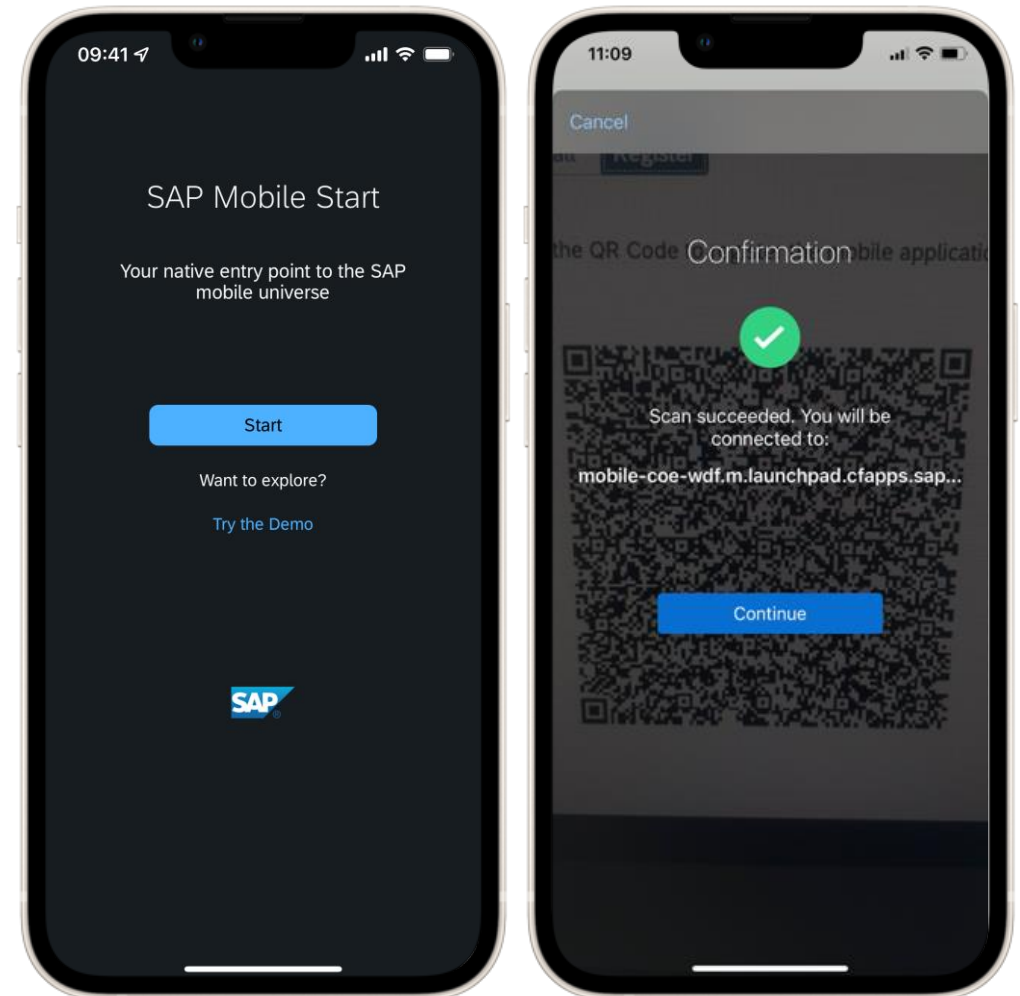 09:41
SAP Mobile Start
Your native entry point to the SAP
mobile universe
Start
Want to explore?
Try the Demo
SAP
®
11:09
Cancel
Register
the QR Code
Confirmation
Scan succeeded. You will be
connected to:
mobile-coe-wdf.m.launchpad.cfapps.sap...
Continue